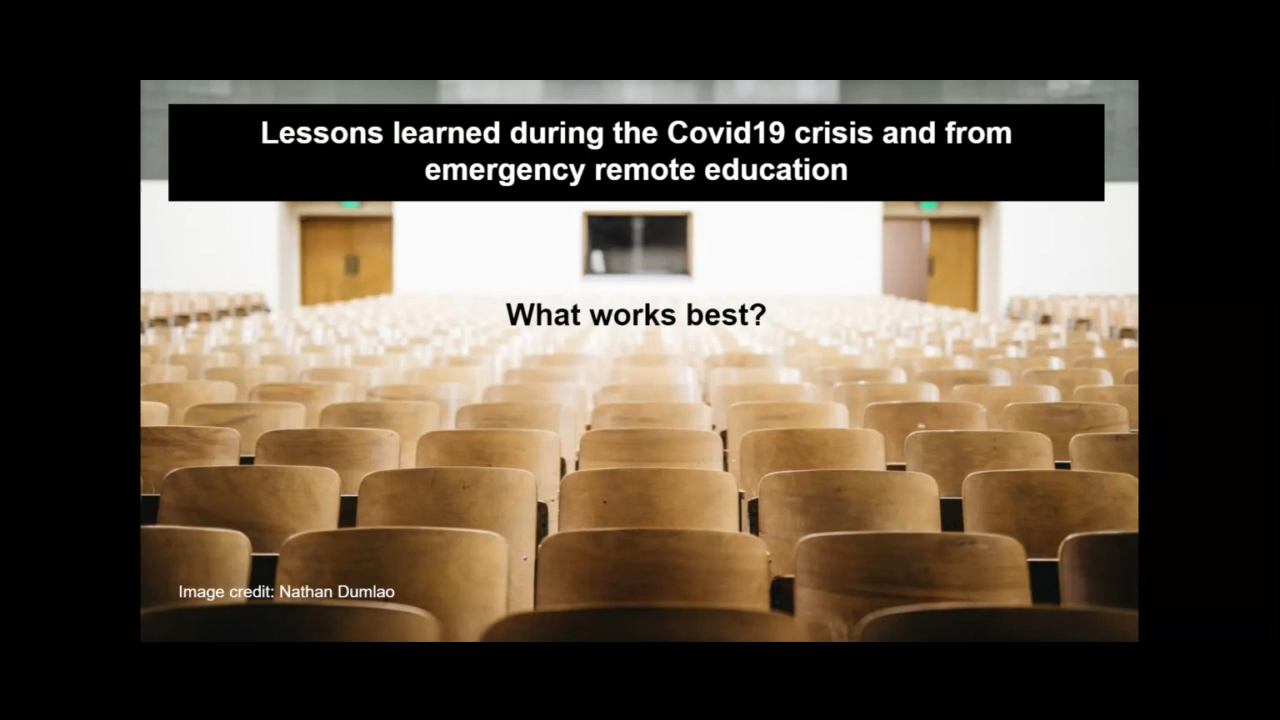 Lessons learned during the Covid19 crisis and from
emergency remote education
What works best?
Image credit: Nathan Dumlao